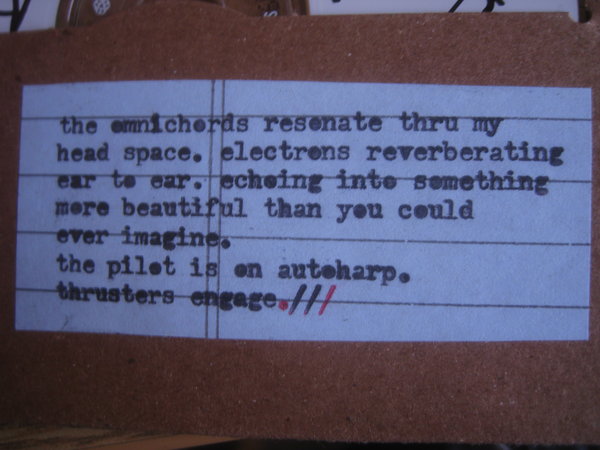 the omnichords resonate thru my
head space. electrons reverberating
ear to ear. echoing into something
more beautiful than you could
ever imagine.
the pilot is on autoharp.
thrusters engage.///